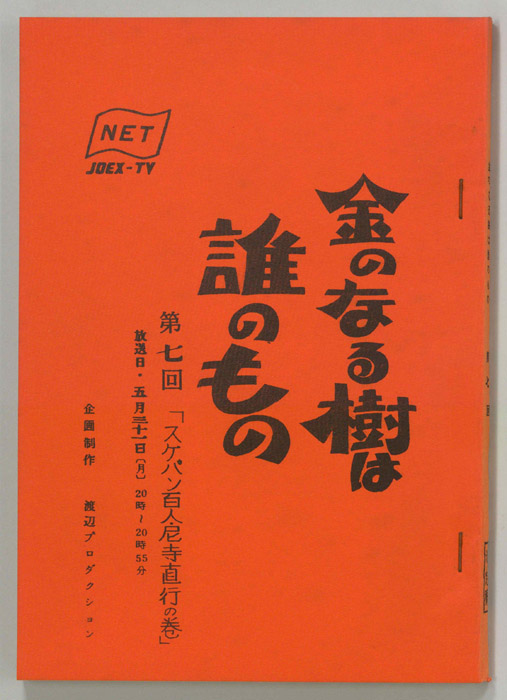 NET
JOEX-TV
金のなる樹は
誰のもの
第七回 「スケバン百人・尼寺直行の巻」
放送日・五月三十一日〔月〕 20時~20時55分
企画制作 渡辺プロダクション